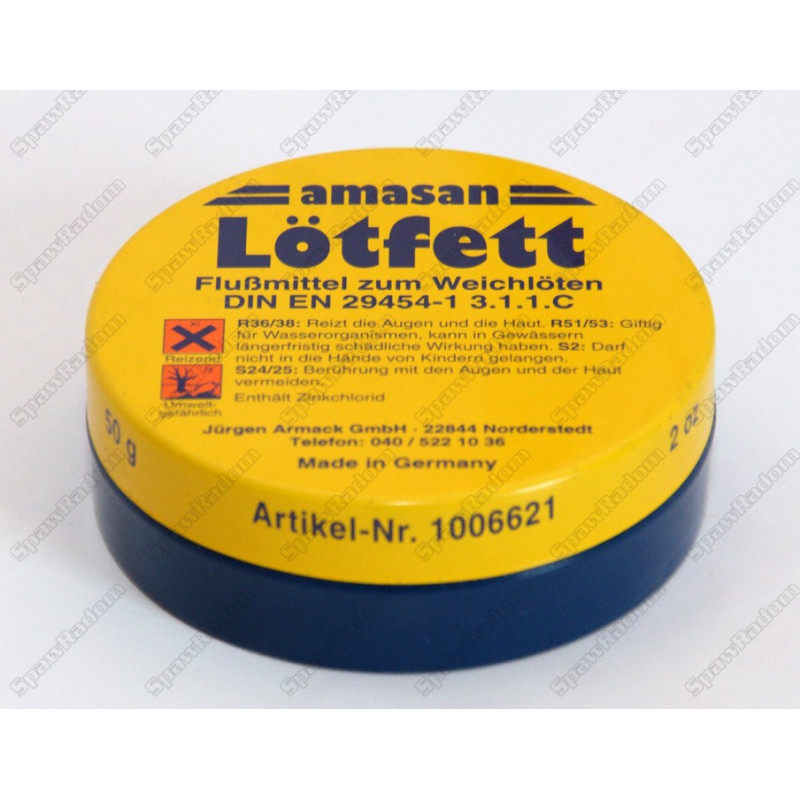 amasan
Lötfett
Flußmittel zum Weichlöten
DIN EN 29454-1 3.1.1.C
R36/38: Reizt die Augen und die Haut. R51/53: Giftig
für Wasserorganismen, kann in Gewässern
längerfristig schädliche Wirkung haben. S2: Darf
nicht in die Hände von Kindern gelangen.
S24/25: Berührung mit den Augen und der Haut
vermeiden.
Enthält Zinkchlorid
Reizend
Umwelt-
gefährlich
Jürgen Armack GmbH · 22844 Norderstedt
Telefon: 040 / 522 10 36
Made in Germany
50 g
2 oz
Artikel-Nr. 1006621
SpawRadom